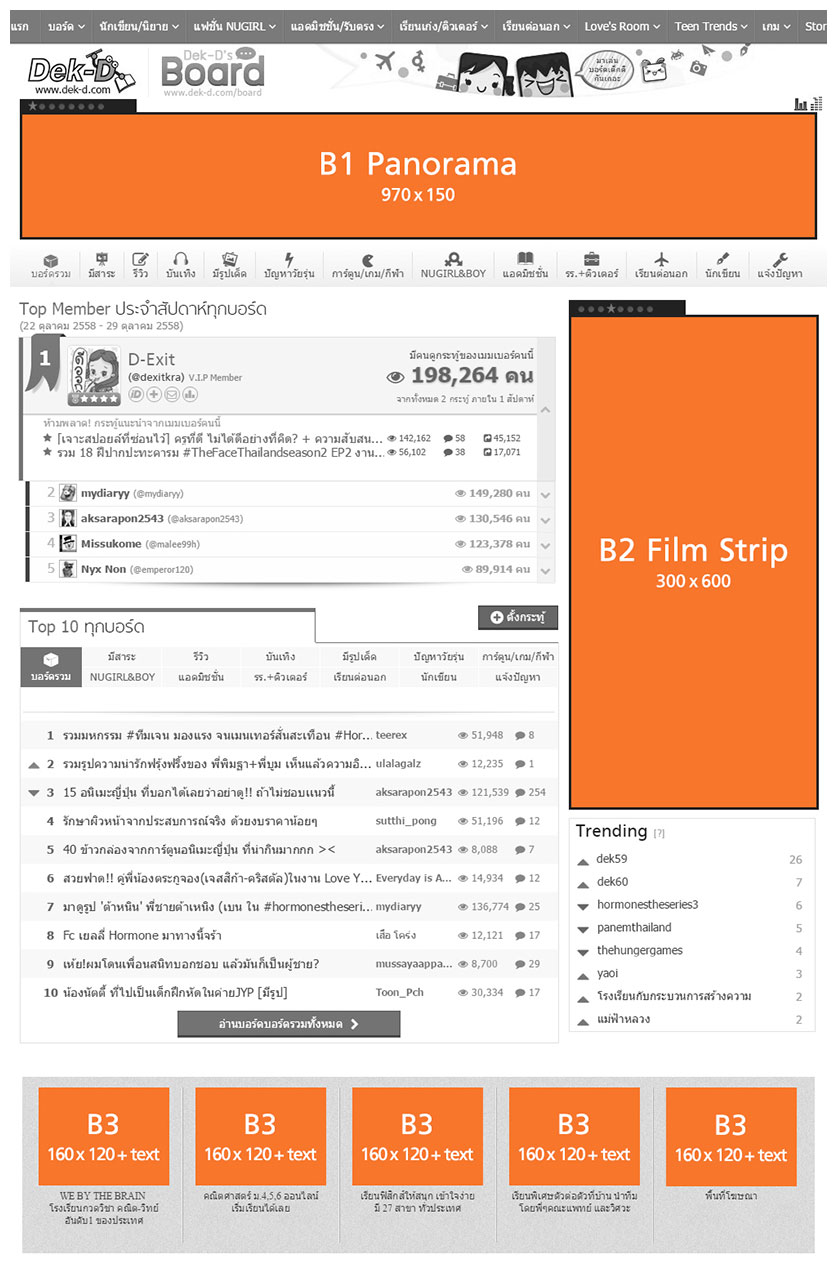 แรก บอร์ด นักเขียน/นิยาย แฟชั่น NUGIRL แอดมิชชั่น/รับตรง เรียนเก่ง/ติวเตอร์ เรียนต่อนอก Love's Room Teen Trends เกม Stor
Dek-D
www.dek-d.com
Dek-D's
Board
www.dek-d.com/board
มาเล่น
บอร์ดเด็กดี
กันเถอะ
B1 Panorama
970 x 150
บอร์ดรวม มีสาระ รีวิว บันเทิง มีรูปเด็ด ปัญหาวัยรุ่น การ์ตูน/เกม/กีฬา NUGIRL&BOY แอดมิชชั่น รร.+ติวเตอร์ เรียนต่อนอก นักเขียน แจ้งปัญหา
Top Member ประจำสัปดาห์ทุกบอร์ด
(22 ตุลาคม 2558 - 29 ตุลาคม 2558)
1
D-Exit
(@dexitkra) V.I.P Member
มีคนดูกระทู้ของเมมเบอร์คนนี้
198,264 คน
จากทั้งหมด 2 กระทู้ ภายใน 1 สัปดาห์
ห้ามพลาด! กระทู้แนะนำจากเมมเบอร์คนนี้
[เจาะสปอยล์ที่ซ่อนไว้] ครูที่ดี ไม่ได้ดีอย่างที่คิด? + ความสับสน... 142,162 58 45,152
รวม 18 ฝีปากปะทะคารม #TheFaceThailandseason2 EP2 งาน... 56,102 38 17,071
2 mydiaryy (@mydiaryy) 149,280 คน
3 aksarapon2543 (@aksarapon2543) 130,546 คน
4 Missukome (@malee99h) 123,378 คน
5 Nyx Non (@emperor120) 89,914 คน
B2 Film Strip
300 x 600
Top 10 ทุกบอร์ด
ตั้งกระทู้
บอร์ดรวม
มีสาระ รีวิว บันเทิง มีรูปเด็ด ปัญหาวัยรุ่น การ์ตูน/เกม/กีฬา
NUGIRL&BOY แอดมิชชั่น รร.+ติวเตอร์ เรียนต่อนอก นักเขียน แจ้งปัญหา
1 รวมมหกรรม #ทีมเจน มองแรง จนเมนเทอร์สั่นสะเทือน #Hor... teerex 51,948 8
2 รวมรูปความน่ารักฟรุ้งฟริ้งของ พี่พิมฐา+พี่บูม เห็นแล้วความอิ... ulalagalz 12,235 1
3 15 อนิเมะญี่ปุ่น ที่บอกได้เลยว่าอย่าดู!! ถ้าไม่ชอบแนวนี้ aksarapon2543 121,539 254
4 รักษาผิวหน้าจากประสบการณ์จริง ด้วยงบราคาน้อยๆ sutthi_pong 51,196 12
5 40 ข้าวกล่องจากการ์ตูนอนิเมะญี่ปุ่น ที่น่ากินมากกก >< aksarapon2543 8,088 7
6 สวยฟาด!! คู่พี่น้องตระกูจอง(เจสสิก้า-คริสตัล)ในงาน Love Y... Everyday is A... 14,934 12
7 มาดูรูป 'ต้าหนิน' พี่ชายต้าเหนิง (เบน ใน #hormonestheseri... mydiaryy 136,774 25
8 Fc เยลลี่ Hormone มาทางนี้จร้า เสือ โคร่ง 12,121 17
9 เห้ย!ผมโดนเพื่อนสนิทบอกชอบ แล้วมันก็เป็นผู้ชาย? mussayaappa... 8,700 29
10 น้องนัตตี้ ที่ไปเป็นเด็กฝึกหัดในค่ายJYP [มีรูป] Toon_Pch 30,334 17
อ่านบอร์ดบอร์ดรวมทั้งหมด
Trending [?]
dek59 26
dek60 7
hormonestheseries3 6
panemthailand 5
thehungergames 4
yaoi 3
โรงเรียนกับกระบวนการสร้างความ 2
แม่ฟ้าหลวง 2
B3 B3 B3 B3 B3
160 x 120 + text 160 x 120 + text 160 x 120 + text 160 x 120 + text 160 x 120 + text
WE BY THE BRAIN คณิตศาสตร์ ม.4,5,6 ออนไลน์ เรียนฟิสิกส์ให้สนุก เข้าใจง่าย เรียนพิเศษตัวต่อตัวที่บ้าน นำทีม พื้นที่โฆษณา
โรงเรียนกวดวิชา คณิต-วิทย์ เริ่มเรียนได้เลย มี 27 สาขา ทั่วประเทศ โดยพี่ๆคณะแพทย์ และวิศวะ
อันดับ1 ของประเทศ